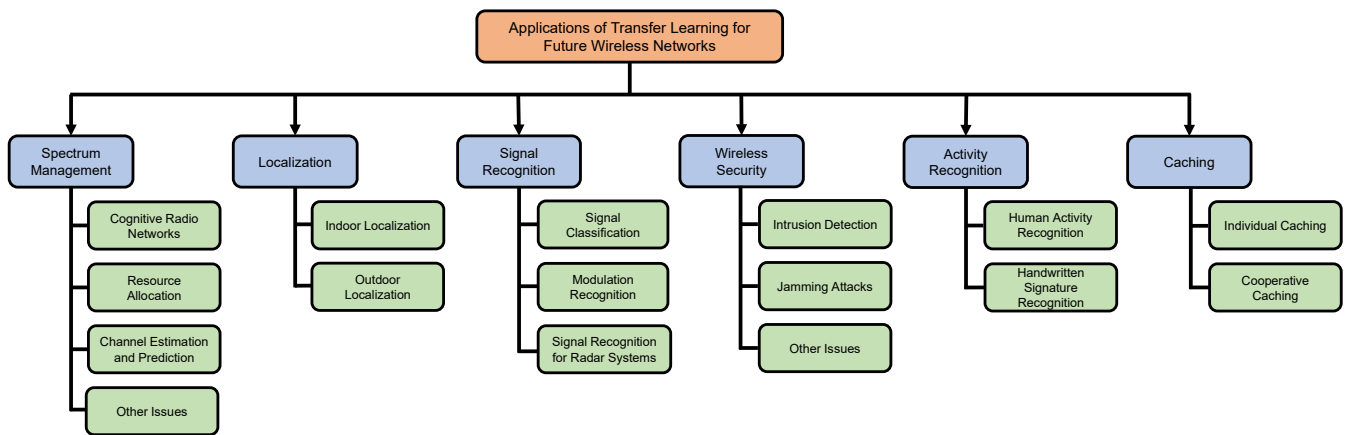 Applications of Transfer Learning for
Future Wireless Networks
Spectrum
Management
Localization
Signal
Recognition
Wireless
Security
Activity
Recognition
Caching
Cognitive Radio
Networks
Resource
Allocation
Channel Estimation
and Prediction
Other Issues
Indoor Localization
Outdoor
Localization
Signal
Classification
Modulation
Recognition
Signal Recognition
for Radar Systems
Intrusion Detection
Jamming Attacks
Other Issues
Human Activity
Recognition
Handwritten
Signature
Recognition
Individual Caching
Cooperative
Caching